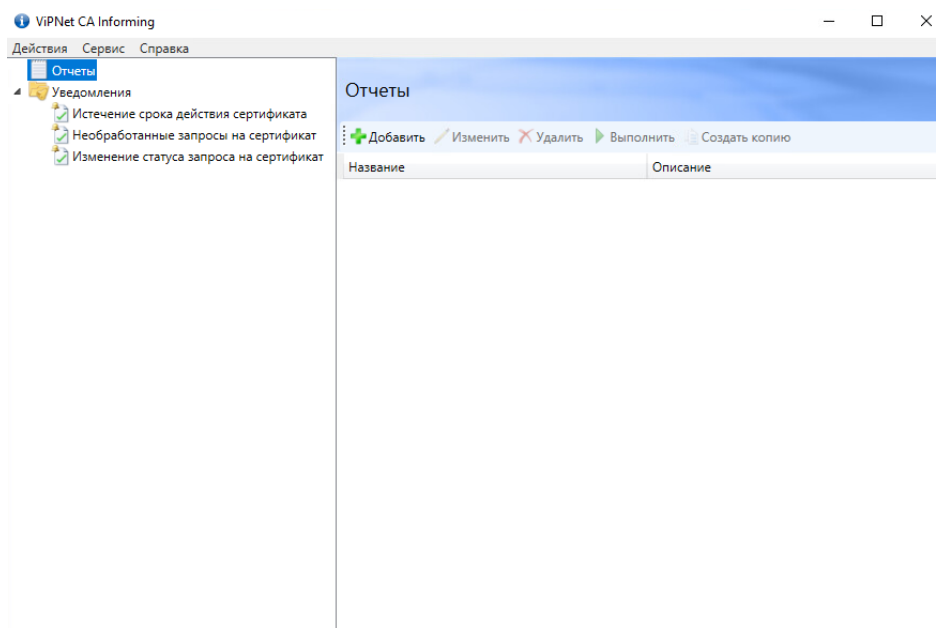 ViPNet CA Informing
Действия Сервис Справка
Отчеты
Уведомления
Истечение срока действия сертификата
Необработанные запросы на сертификат
Изменение статуса запроса на сертификат
Отчеты
Добавить Изменить Удалить Выполнить Создать копию
Название Описание